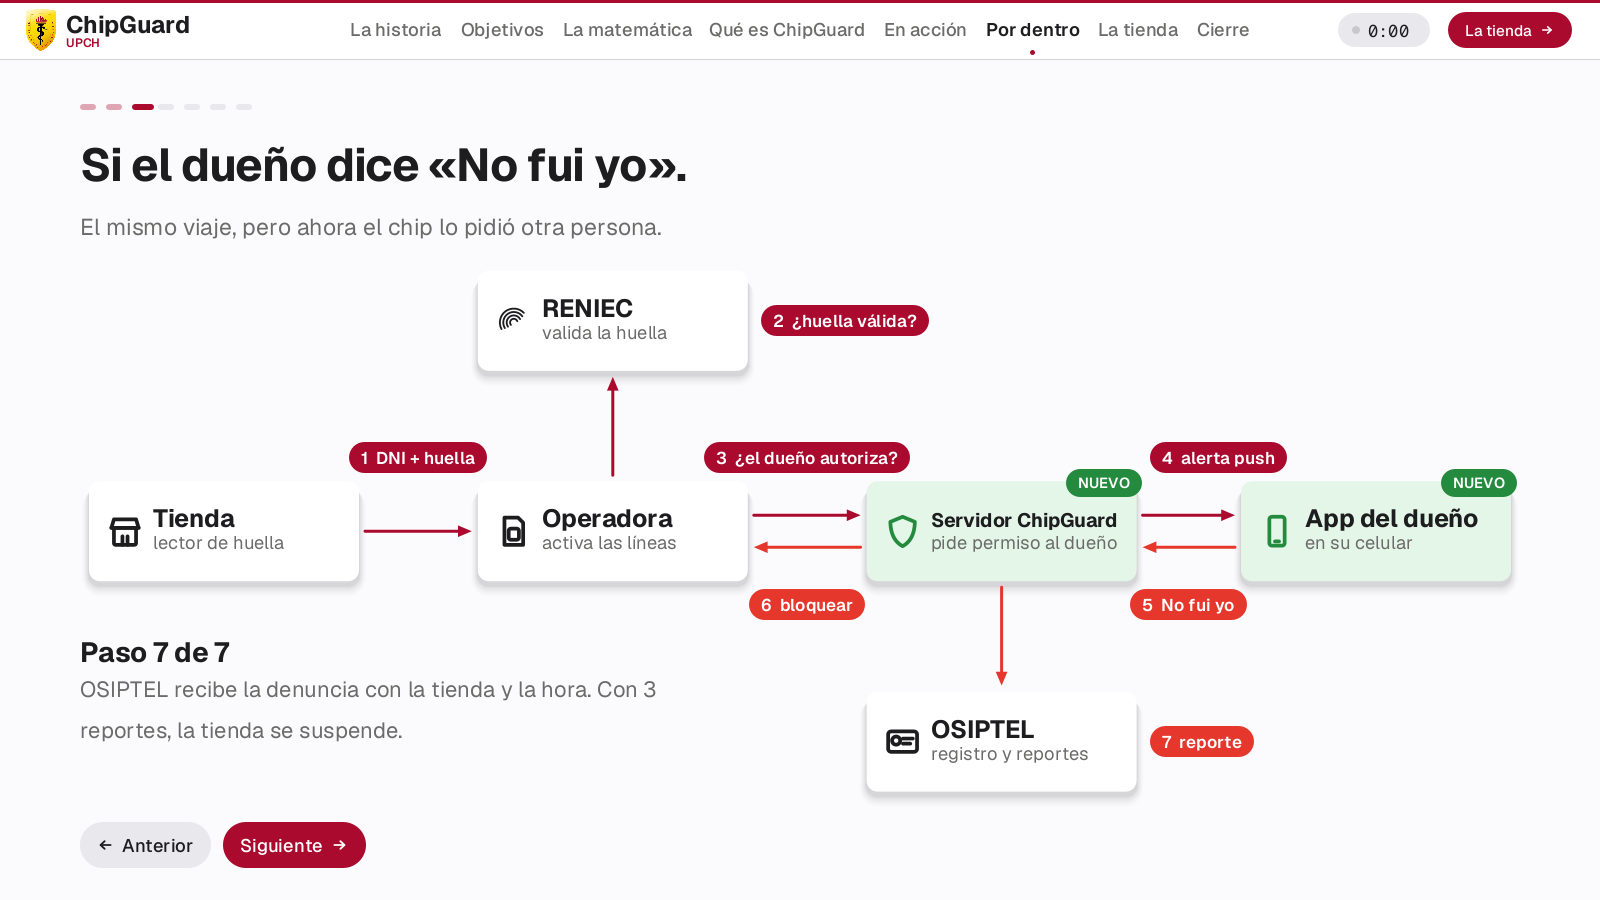 ChipGuard
UPCH
La historia
Objetivos
La matemática
Qué es ChipGuard
En acción
Por dentro
La tienda
Cierre
0:00
La tienda →
Si el dueño dice «No fui yo».
El mismo viaje, pero ahora el chip lo pidió otra persona.
RENIEC
valida la huella
2 ¿huella válida?
1 DNI + huella
3 ¿el dueño autoriza?
4 alerta push
NUEVO
NUEVO
Tienda
lector de huella
Operadora
activa las líneas
Servidor ChipGuard
pide permiso al dueño
App del dueño
en su celular
6 bloquear
5 No fui yo
Paso 7 de 7
OSIPTEL recibe la denuncia con la tienda y la hora. Con 3
reportes, la tienda se suspende.
OSIPTEL
registro y reportes
7 reporte
← Anterior
Siguiente →